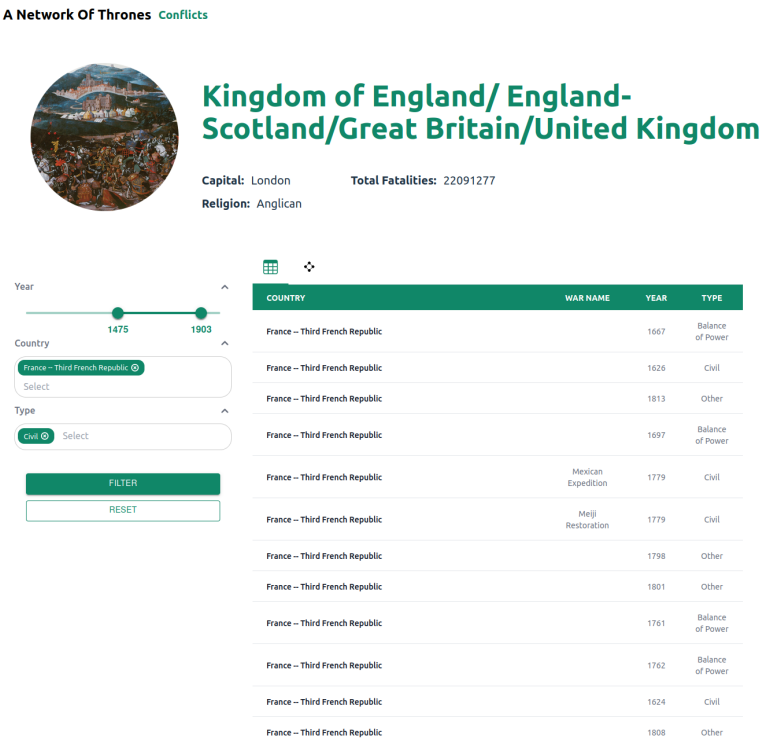 A Network Of Thrones Conflicts
Kingdom of England/ England-
Scotland/Great Britain/United Kingdom
Capital: London Total Fatalities: 22091277
Religion: Anglican
Year
1475 1903
Country
France -- Third French Republic
Select
Type
Civil Select
FILTER
RESET
COUNTRY WAR NAME YEAR TYPE
France -- Third French Republic 1667 Balance
of Power
France -- Third French Republic 1626 Civil
France -- Third French Republic 1813 Other
France -- Third French Republic 1697 Balance
of Power
France -- Third French Republic Mexican
Expedition 1779 Civil
France -- Third French Republic Meiji
Restoration 1779 Civil
France -- Third French Republic 1798 Other
France -- Third French Republic 1801 Other
France -- Third French Republic 1761 Balance
of Power
France -- Third French Republic 1762 Balance
of Power
France -- Third French Republic 1624 Civil
France -- Third French Republic 1808 Other